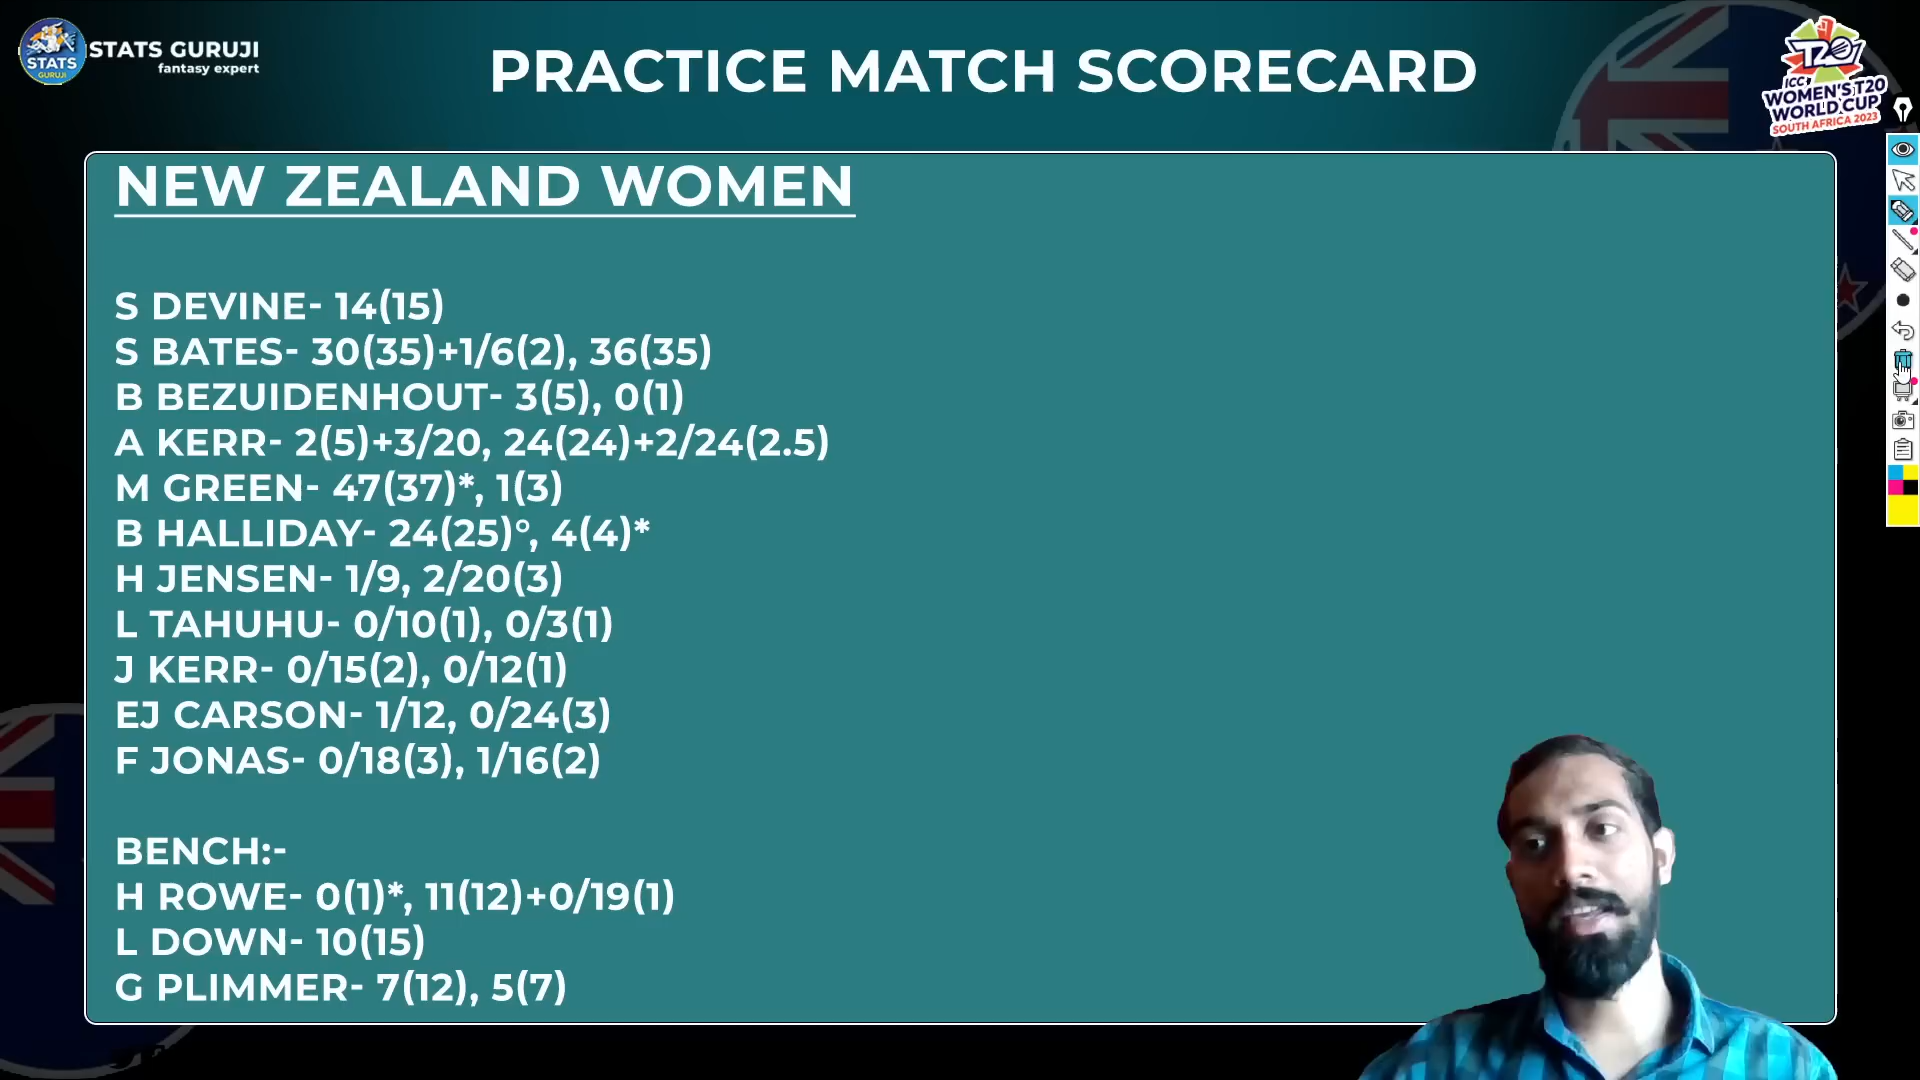 STATS GURUJI
fantasy expert
STATS
GURUJI
PRACTICE MATCH SCORECARD
T20
ICC
WOMEN'S T20
WORLD CUP
SOUTH AFRICA 2023
NEW ZEALAND WOMEN
S DEVINE- 14(15)
S BATES- 30(35)+1/6(2), 36(35)
B BEZUIDENHOUT- 3(5), 0(1)
A KERR- 2(5)+3/20, 24(24)+2/24(2.5)
M GREEN- 47(37)*, 1(3)
B HALLIDAY- 24(25)°, 4(4)*
H JENSEN- 1/9, 2/20(3)
L TAHUHU- 0/10(1), 0/3(1)
J KERR- 0/15(2), 0/12(1)
EJ CARSON- 1/12, 0/24(3)
F JONAS- 0/18(3), 1/16(2)
BENCH:-
H ROWE- 0(1)*, 11(12)+0/19(1)
L DOWN- 10(15)
G PLIMMER- 7(12), 5(7)